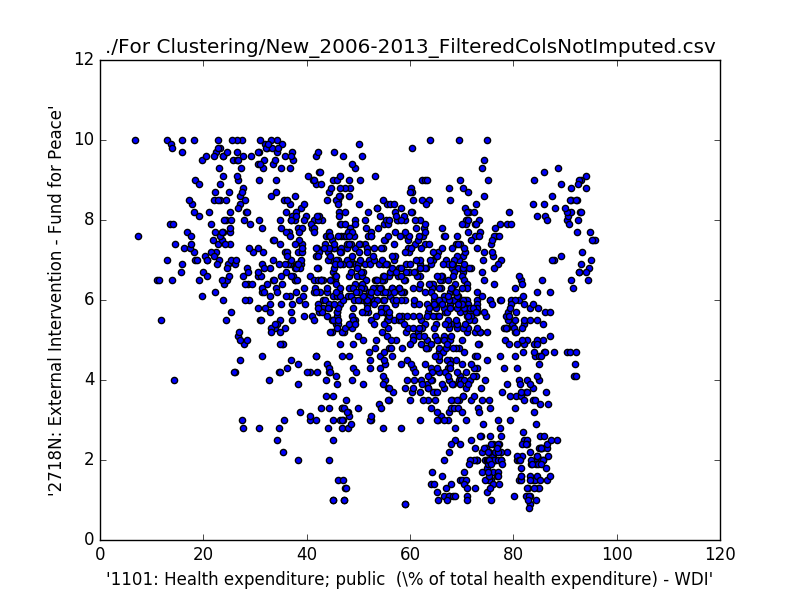 ./For Clustering/New_2006-2013_FilteredColsNotImputed.csv
12
10
8
6
4
2
0
'2718N: External Intervention - Fund for Peace'
0 20 40 60 80 100 120
'1101: Health expenditure; public  (\% of total health expenditure) - WDI'